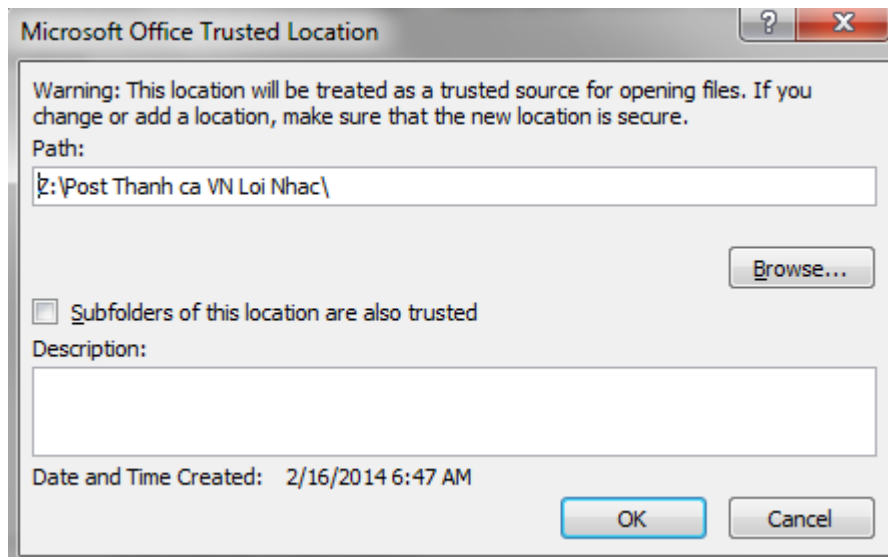 Microsoft Office Trusted Location
Warning: This location will be treated as a trusted source for opening files. If you
change or add a location, make sure that the new location is secure.
Path:
Z:\Post Thanh ca VN Loi Nhac\
Browse...
Subfolders of this location are also trusted
Description:
Date and Time Created: 2/16/2014 6:47 AM
OK Cancel